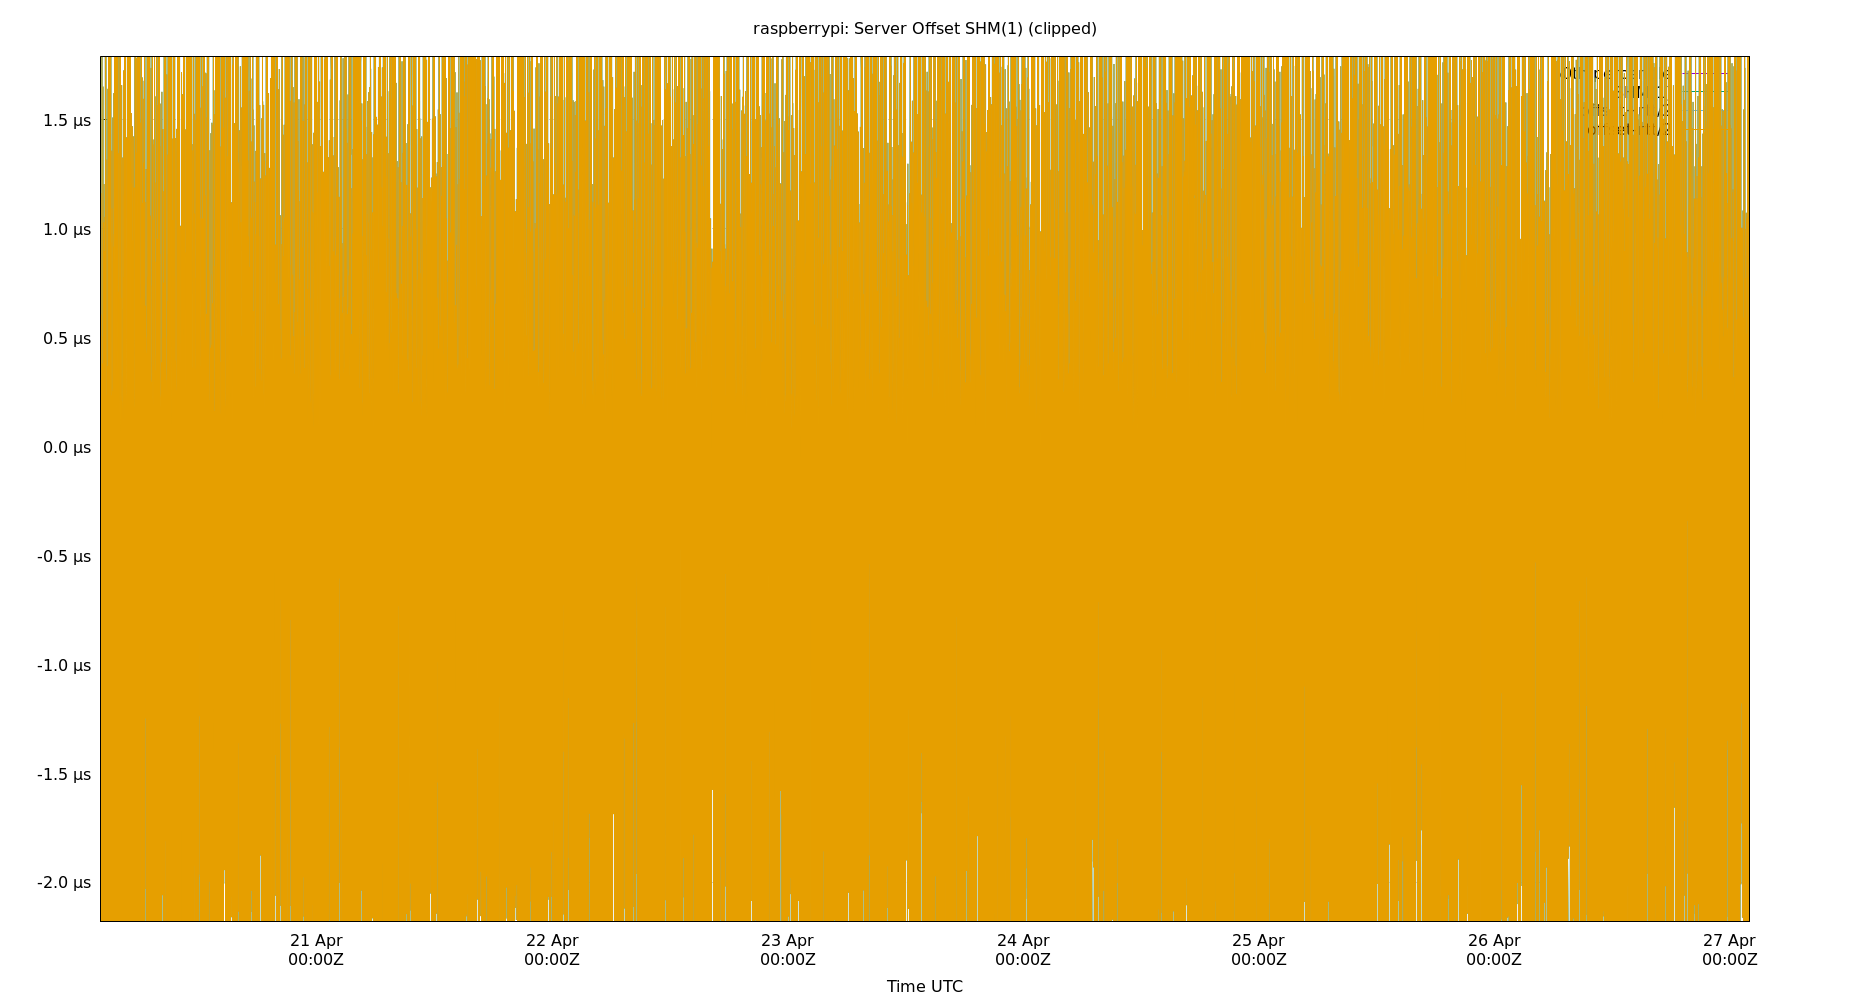 raspberrypi: Server Offset SHM(1) (clipped)
1.5 µs
1.0 µs
0.5 µs
0.0 µs
-0.5 µs
-1.0 µs
-1.5 µs
-2.0 µs
21 Apr
00:00Z
22 Apr
00:00Z
23 Apr
00:00Z
24 Apr
00:00Z
25 Apr
00:00Z
26 Apr
00:00Z
27 Apr
00:00Z
Time UTC